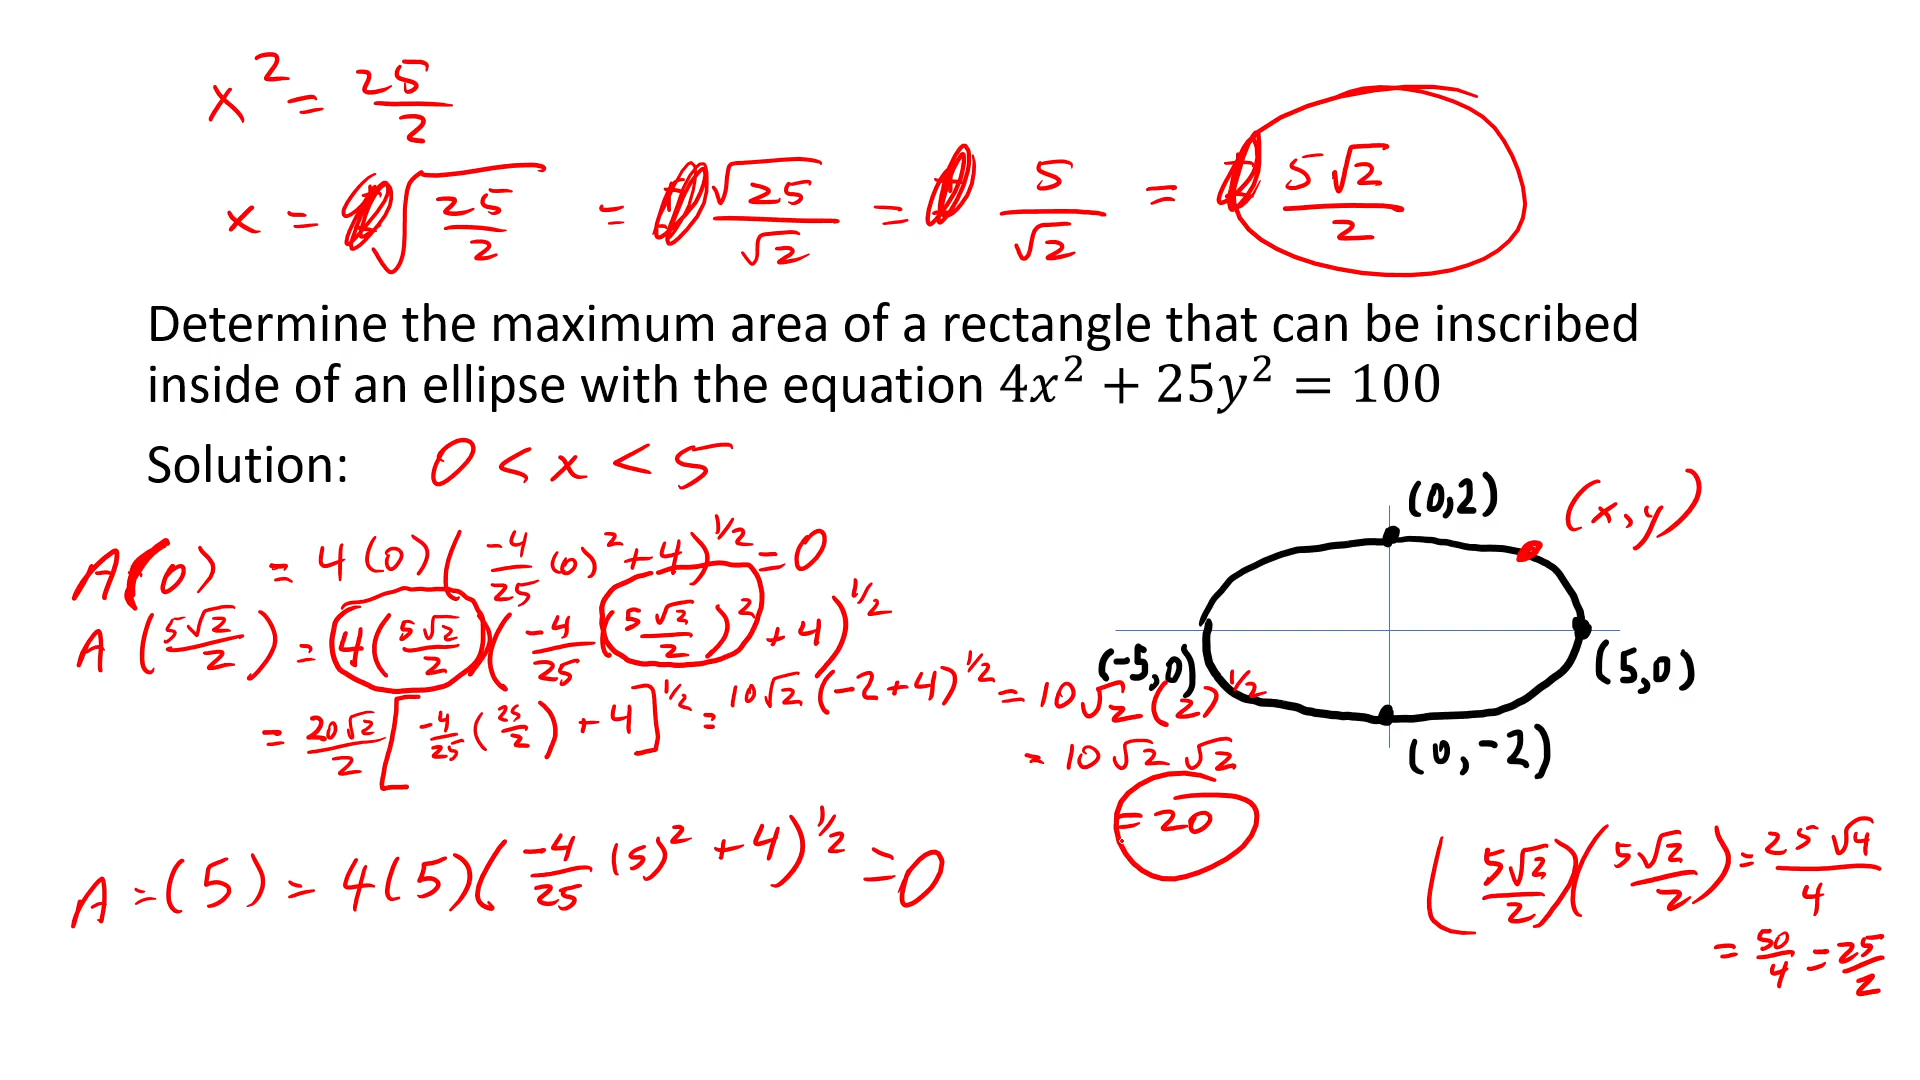 x² = 25/2
x = √(25/2) = √25/√2 = 5/√2 = 5√2/2
Determine the maximum area of a rectangle that can be inscribed
inside of an ellipse with the equation 4x² + 25y² = 100
Solution: 0 < x < 5
(0,2) (x,y)
A(0) = 4(0)(-4/25 (0)² + 4)^1/2 = 0
A(5√2/2) = 4(5√2/2)(-4/25 (5√2/2)² + 4)^1/2
(-5,0) (5,0)
= 20√2/2 [-4/25 (25/2) + 4]^1/2 = 10√2 (-2+4)^1/2 = 10√2 (2)^1/2
= 10 √2 √2
(0,-2)
= 20
A = (5) = 4(5)(-4/25 (5)² + 4)^1/2 = 0
(5√2/2)(5√2/2) = 25√4/4
= 50/4 = 25/2